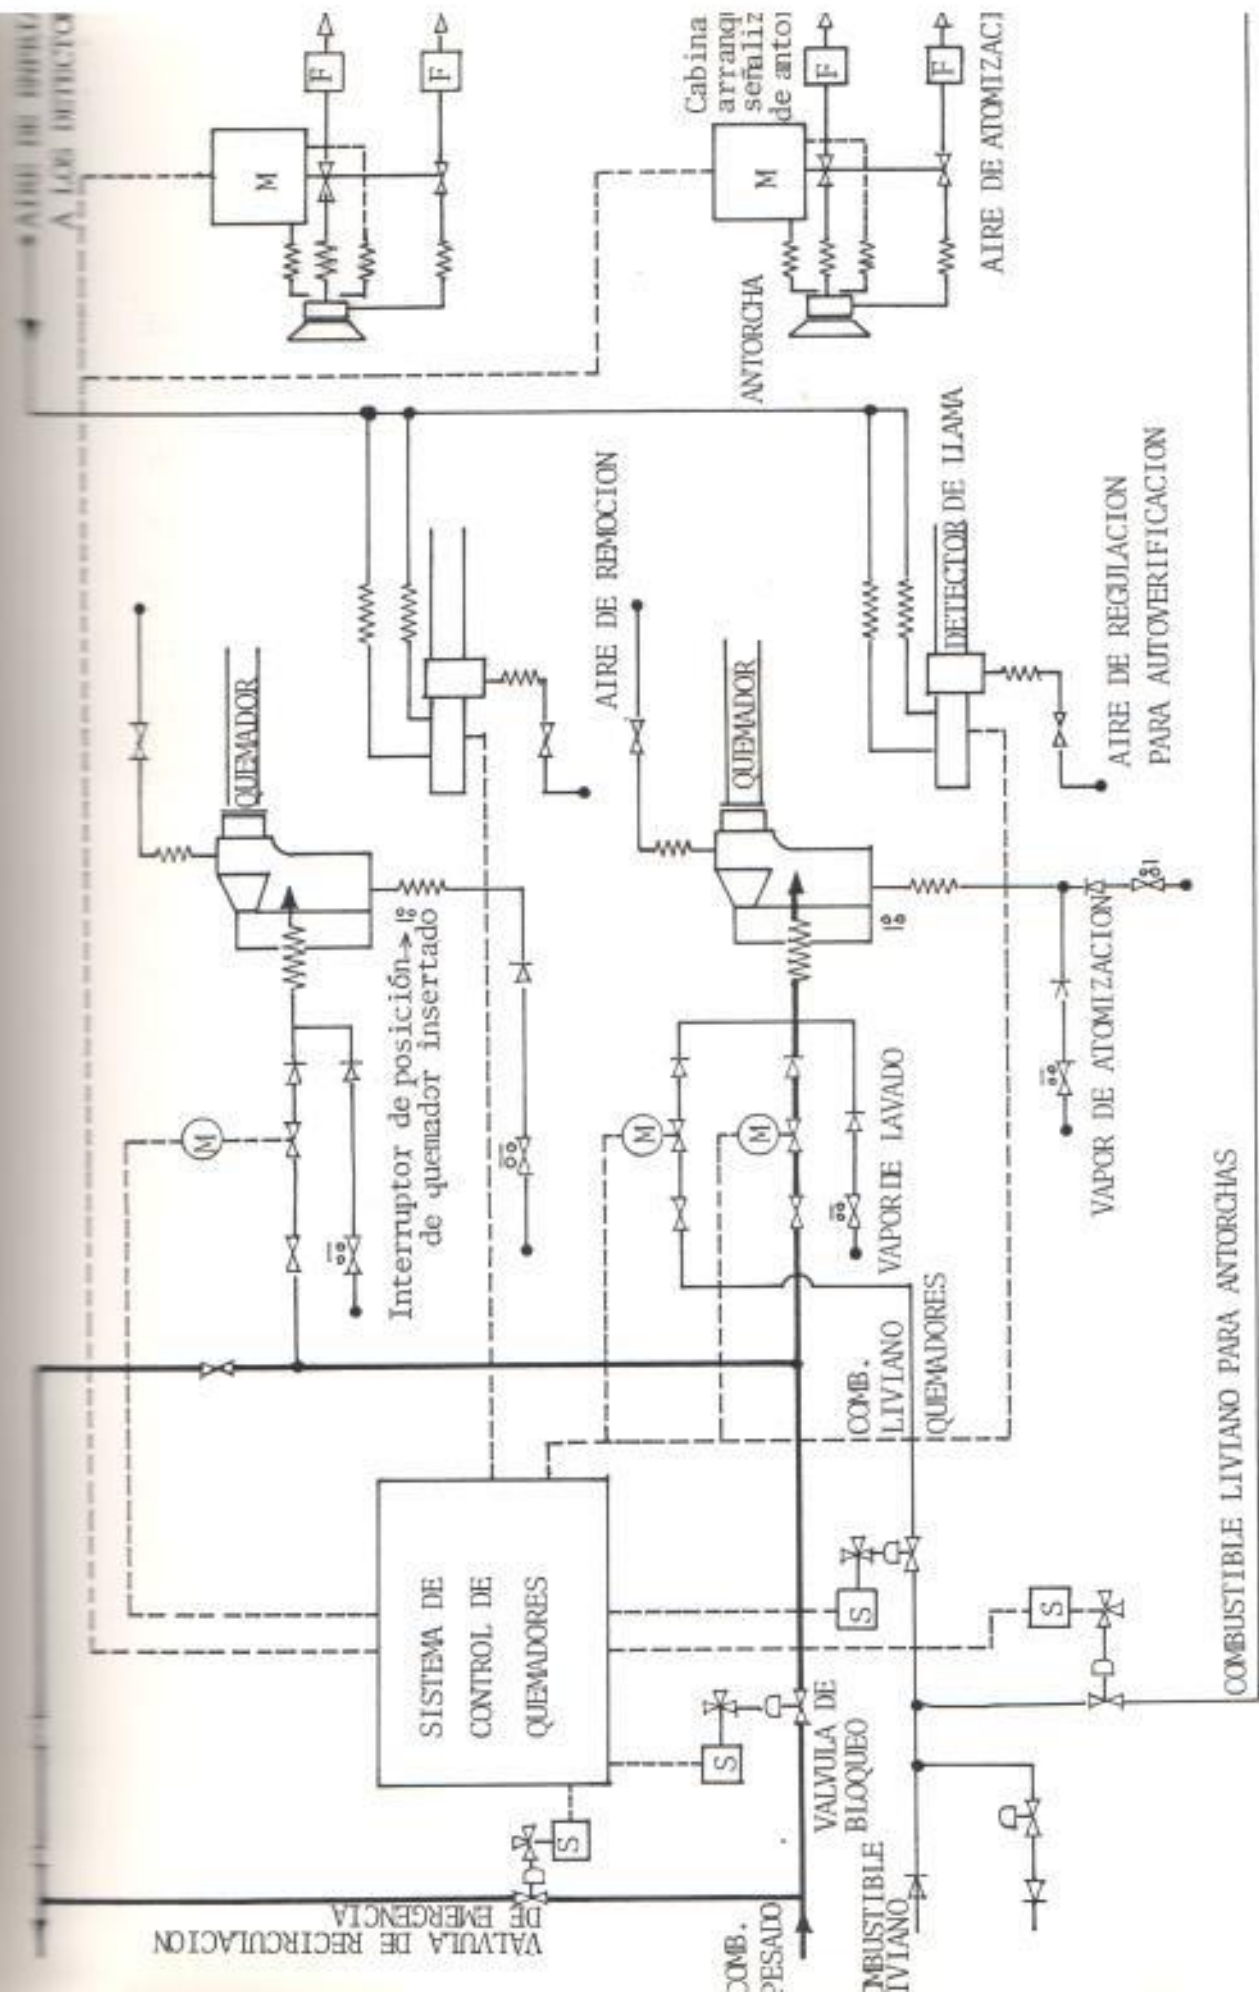 AIRE DE
A LOS DETECTO
M
F
F
Cabina
arranq
señaliz
de antor
M
F
F
AIRE DE ATOMIZACI
ANTORCHA
QUEMADOR
AIRE DE REMOCION
QUEMADOR
DETECTOR DE LLAMA
AIRE DE REGULACION
PARA AUTOVERIFICACION
M
Interruptor de posición
de quemador insertado
M
M
VAPOR DE LAVADO
VAPOR DE ATOMIZACION
SISTEMA DE
CONTROL DE
QUEMADORES
COMB.
LIVIANO
QUEMADORES
S
S
S
S
VALVULA DE
BLOQUEO
VALVULA DE RECIRCULACION
DE EMERGENCIA
COMB.
PESADO
MBUSTIBLE
IVIANO
COMBUSTIBLE LIVIANO PARA ANTORCHAS